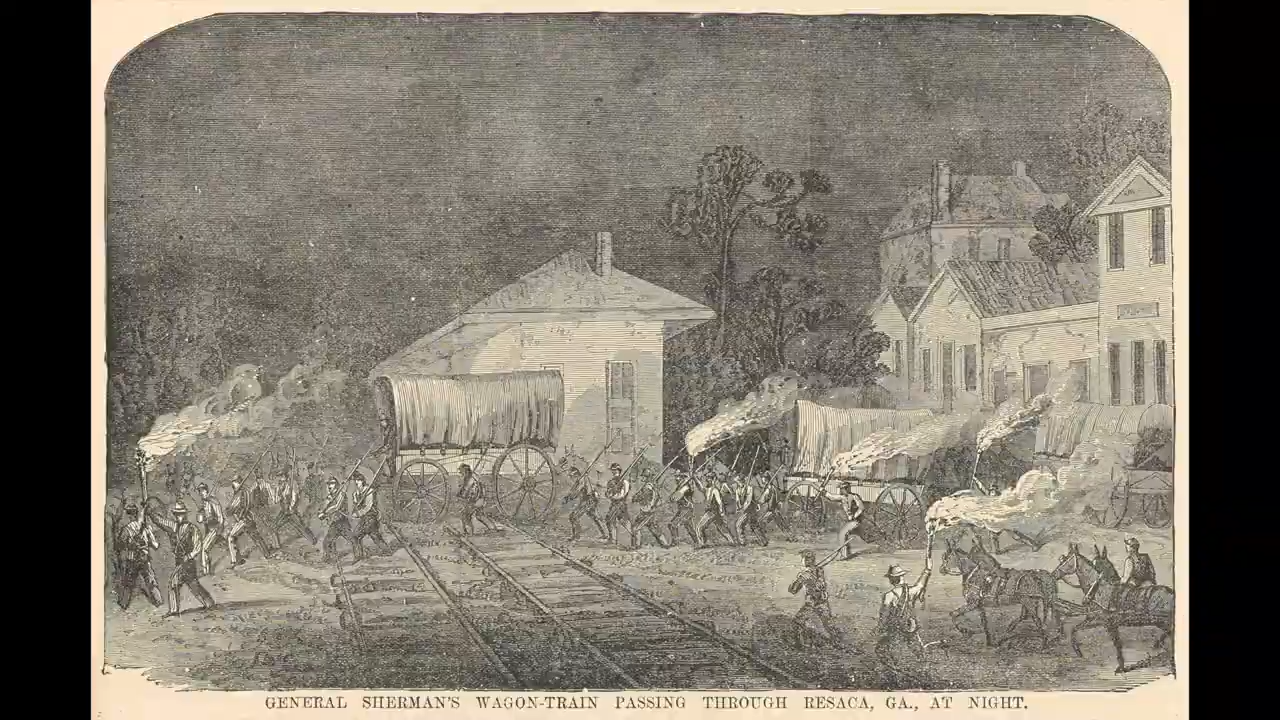 GENERAL SHERMAN'S WAGON-TRAIN PASSING THROUGH RESACA, GA., AT NIGHT.